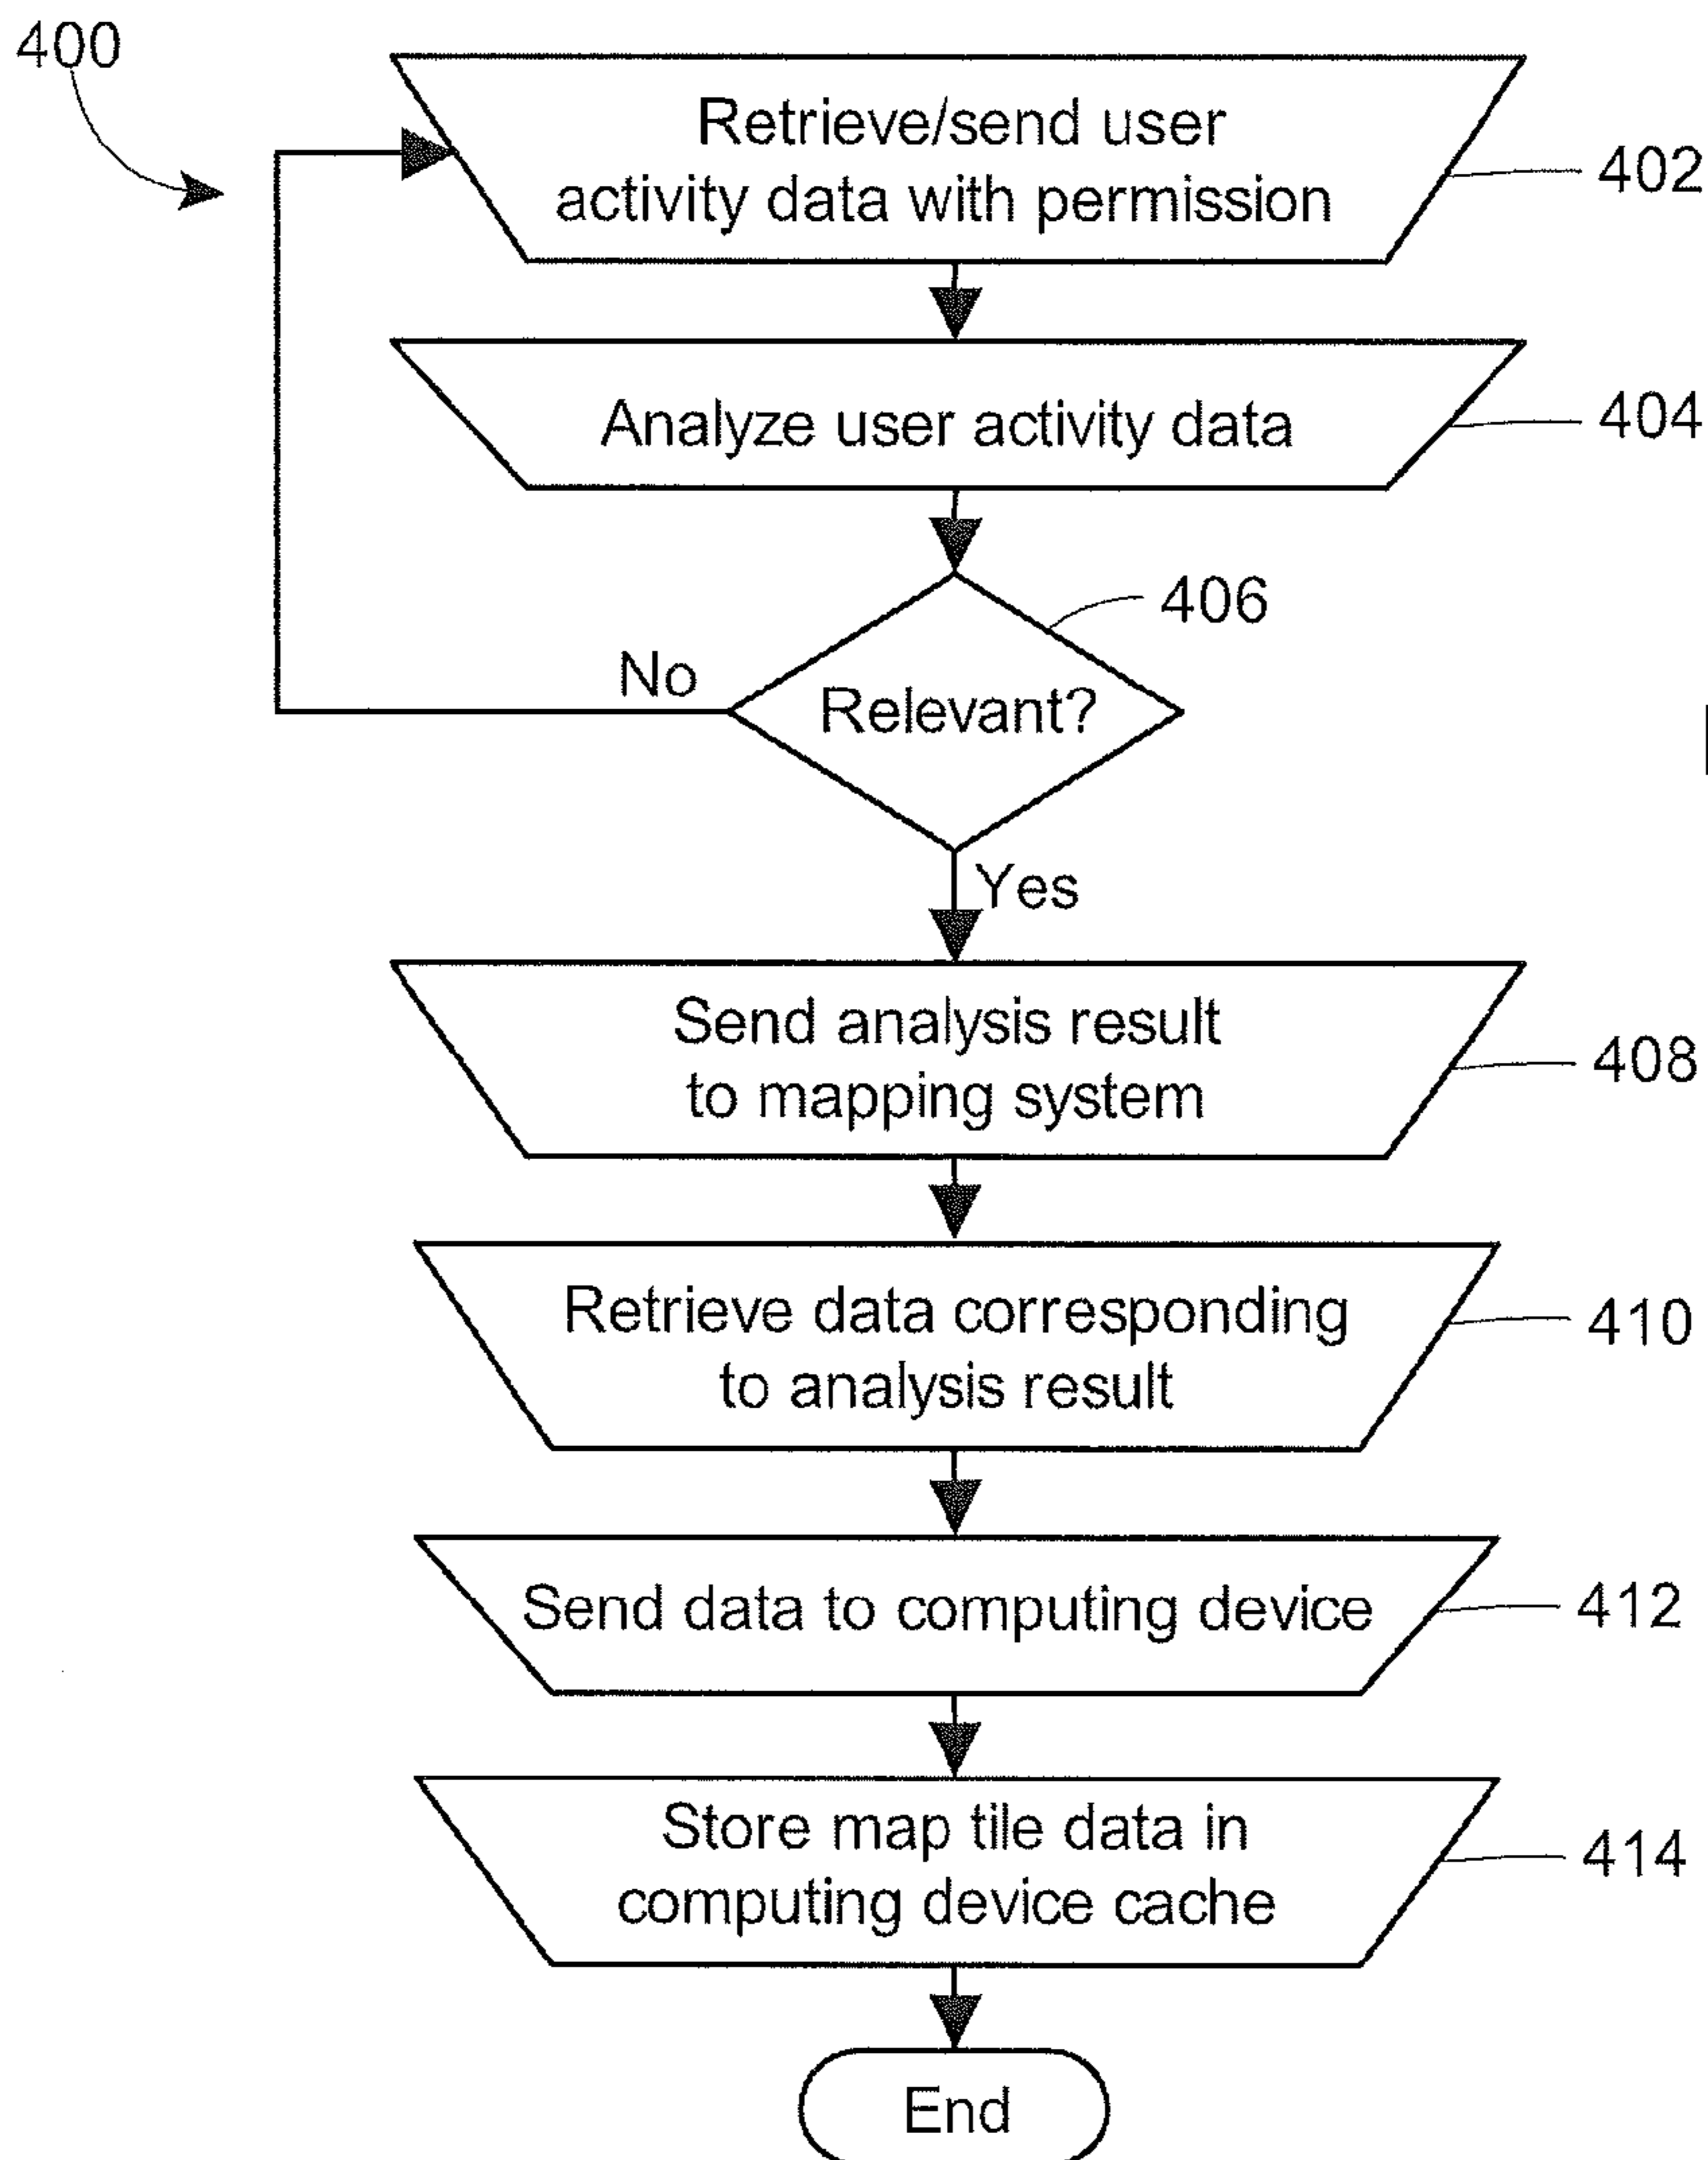 400
Retrieve/send user
activity data with permission
402
Analyze user activity data
404
406
No
Relevant?
Yes
Send analysis result
to mapping system
408
Retrieve data corresponding
to analysis result
410
Send data to computing device
412
Store map tile data in
computing device cache
414
End